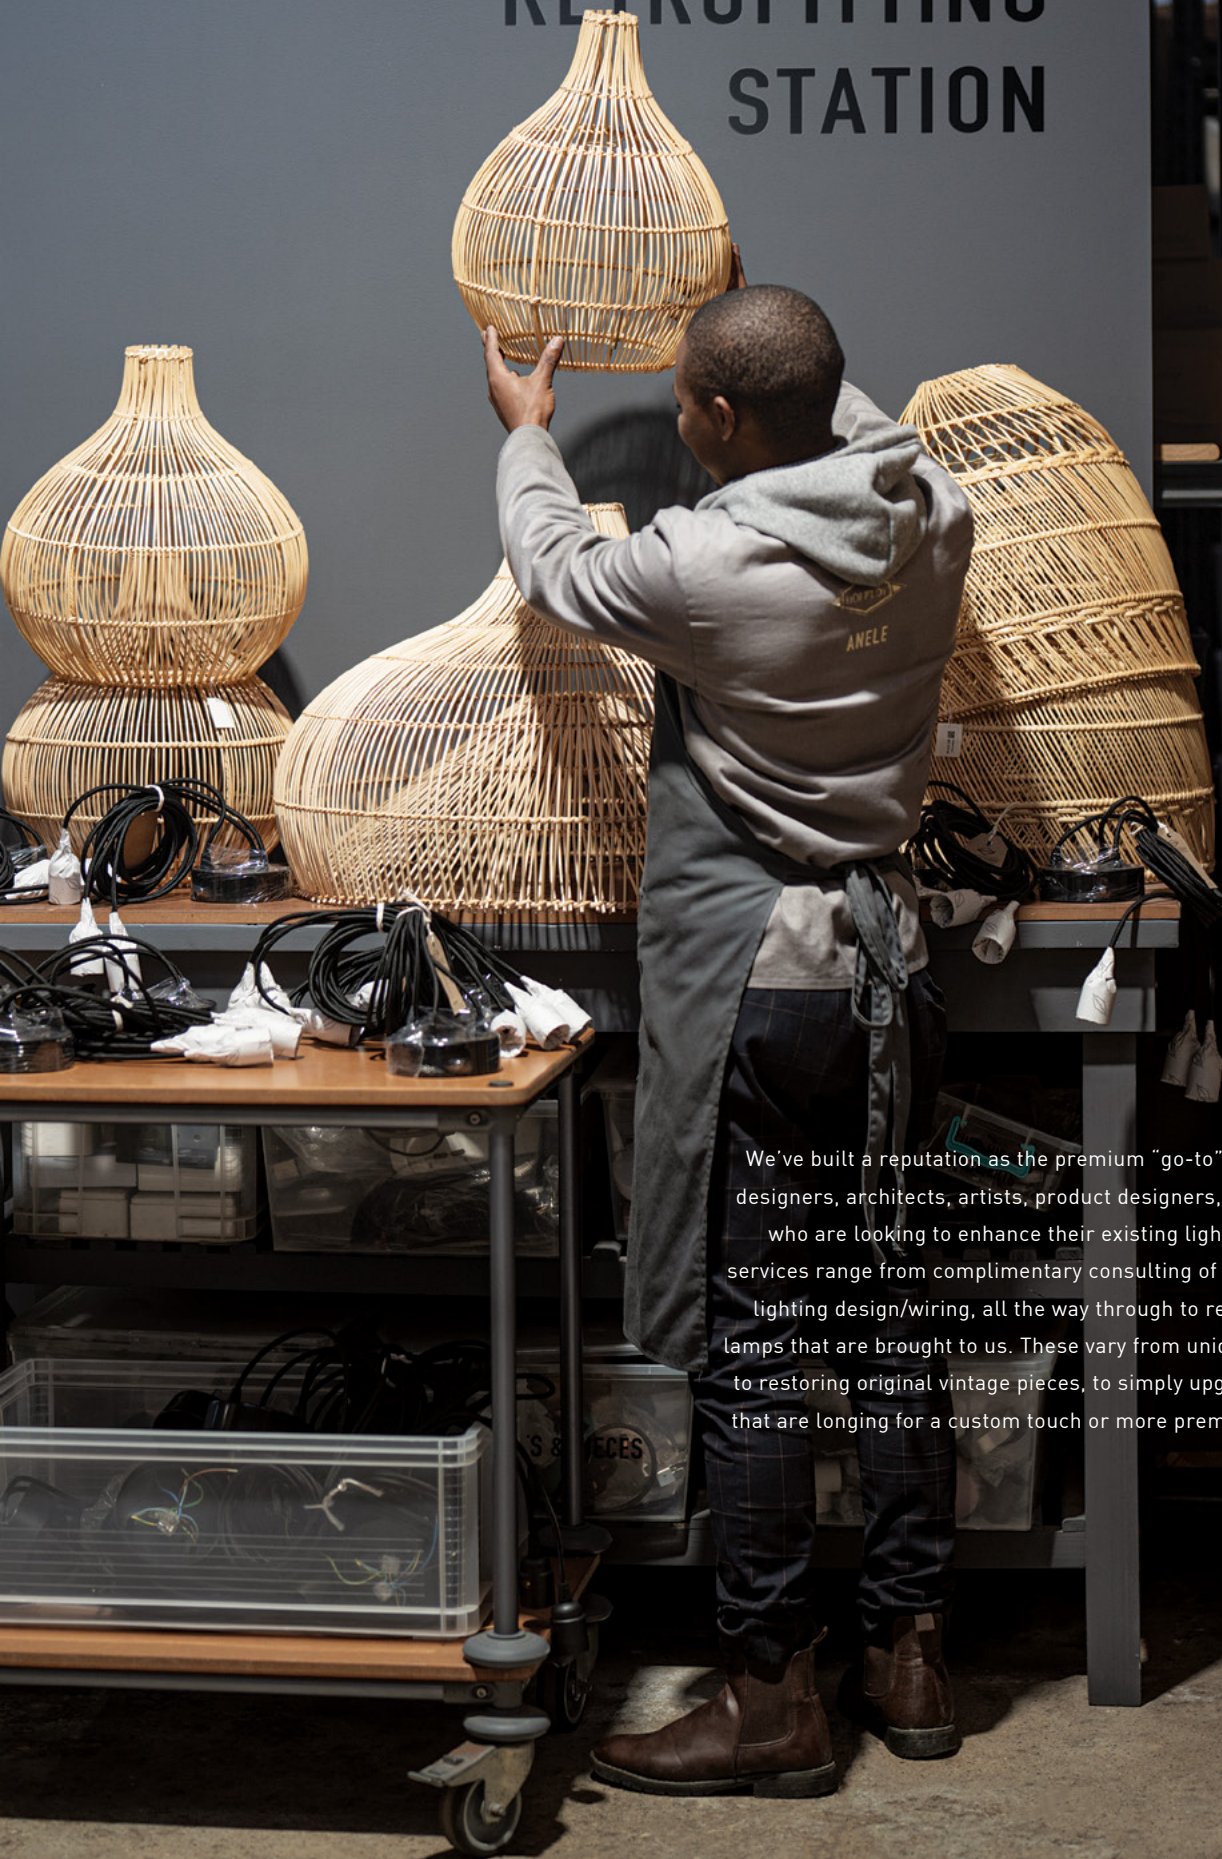 RETROFITTING
STATION
ANELE
We’ve built a reputation as the premium “go-to”
designers, architects, artists, product designers,
who are looking to enhance their existing ligh
services range from complimentary consulting of
lighting design/wiring, all the way through to re
lamps that are brought to us. These vary from uniq
to restoring original vintage pieces, to simply upg
that are longing for a custom touch or more prem
'S & PIECES